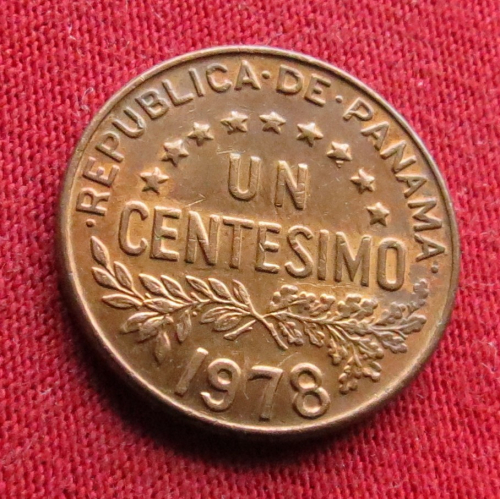 ·REPUBLICA·DE·PANAMA·
UN
CENTESIMO
1978